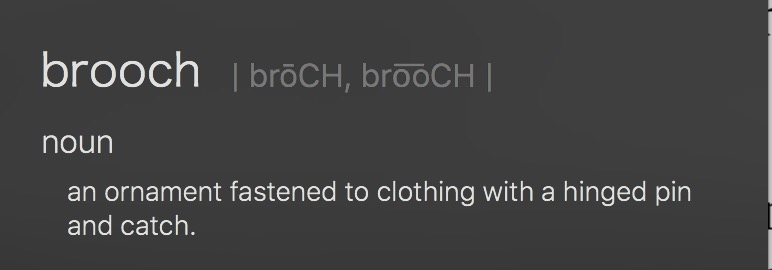 brooch | brōCH, bro͞oCH |
noun
an ornament fastened to clothing with a hinged pin
and catch.